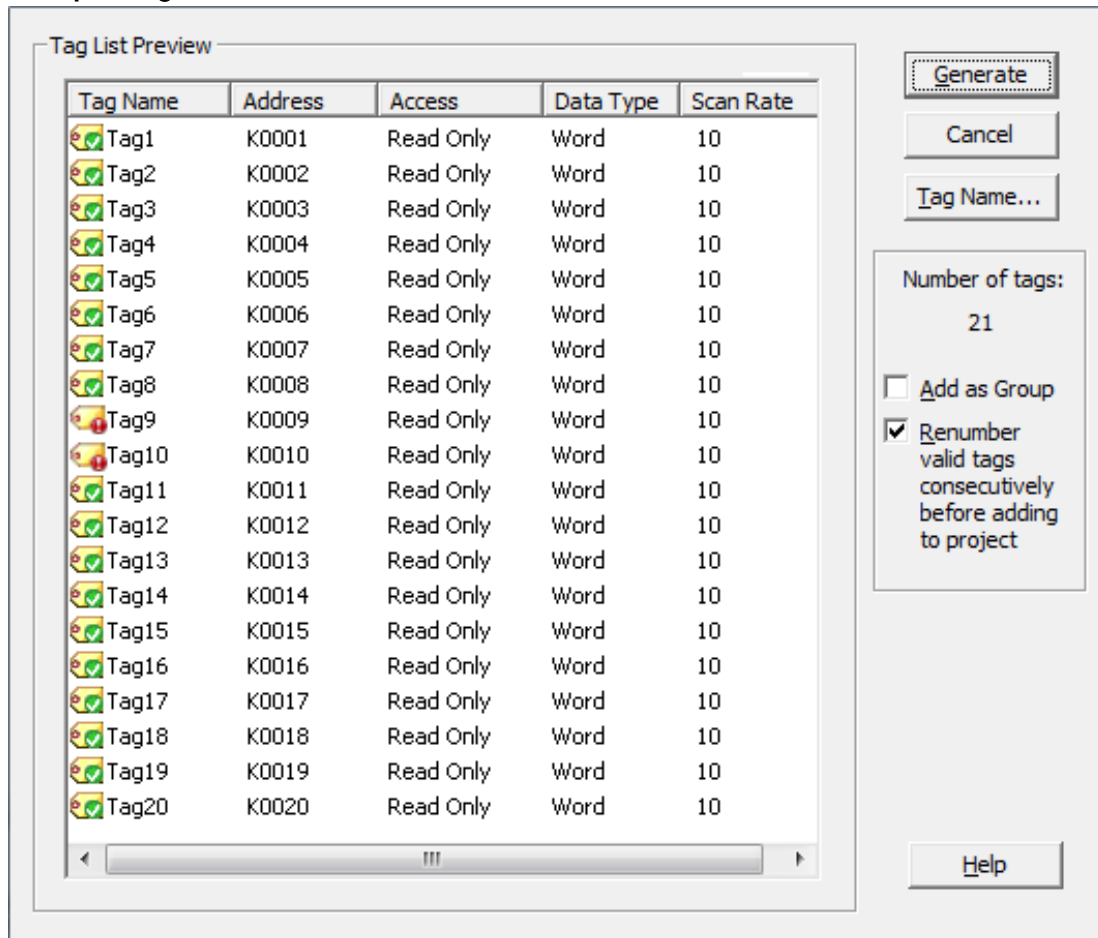 Tag List Preview
Tag Name Address Access Data Type Scan Rate
Tag1 K0001 Read Only Word 10
Tag2 K0002 Read Only Word 10
Tag3 K0003 Read Only Word 10
Tag4 K0004 Read Only Word 10
Tag5 K0005 Read Only Word 10
Tag6 K0006 Read Only Word 10
Tag7 K0007 Read Only Word 10
Tag8 K0008 Read Only Word 10
Tag9 K0009 Read Only Word 10
Tag10 K0010 Read Only Word 10
Tag11 K0011 Read Only Word 10
Tag12 K0012 Read Only Word 10
Tag13 K0013 Read Only Word 10
Tag14 K0014 Read Only Word 10
Tag15 K0015 Read Only Word 10
Tag16 K0016 Read Only Word 10
Tag17 K0017 Read Only Word 10
Tag18 K0018 Read Only Word 10
Tag19 K0019 Read Only Word 10
Tag20 K0020 Read Only Word 10
Generate
Cancel
Tag Name...
Number of tags:
21
Add as Group
Renumber
valid tags
consecutively
before adding
to project
Help